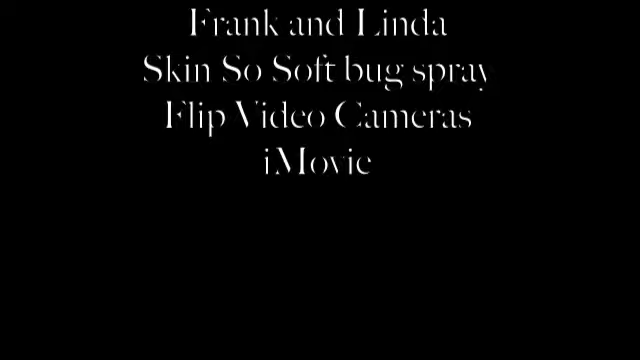 Frank and Linda
Skin So Soft bug spray
Flip Video Cameras
iMovie